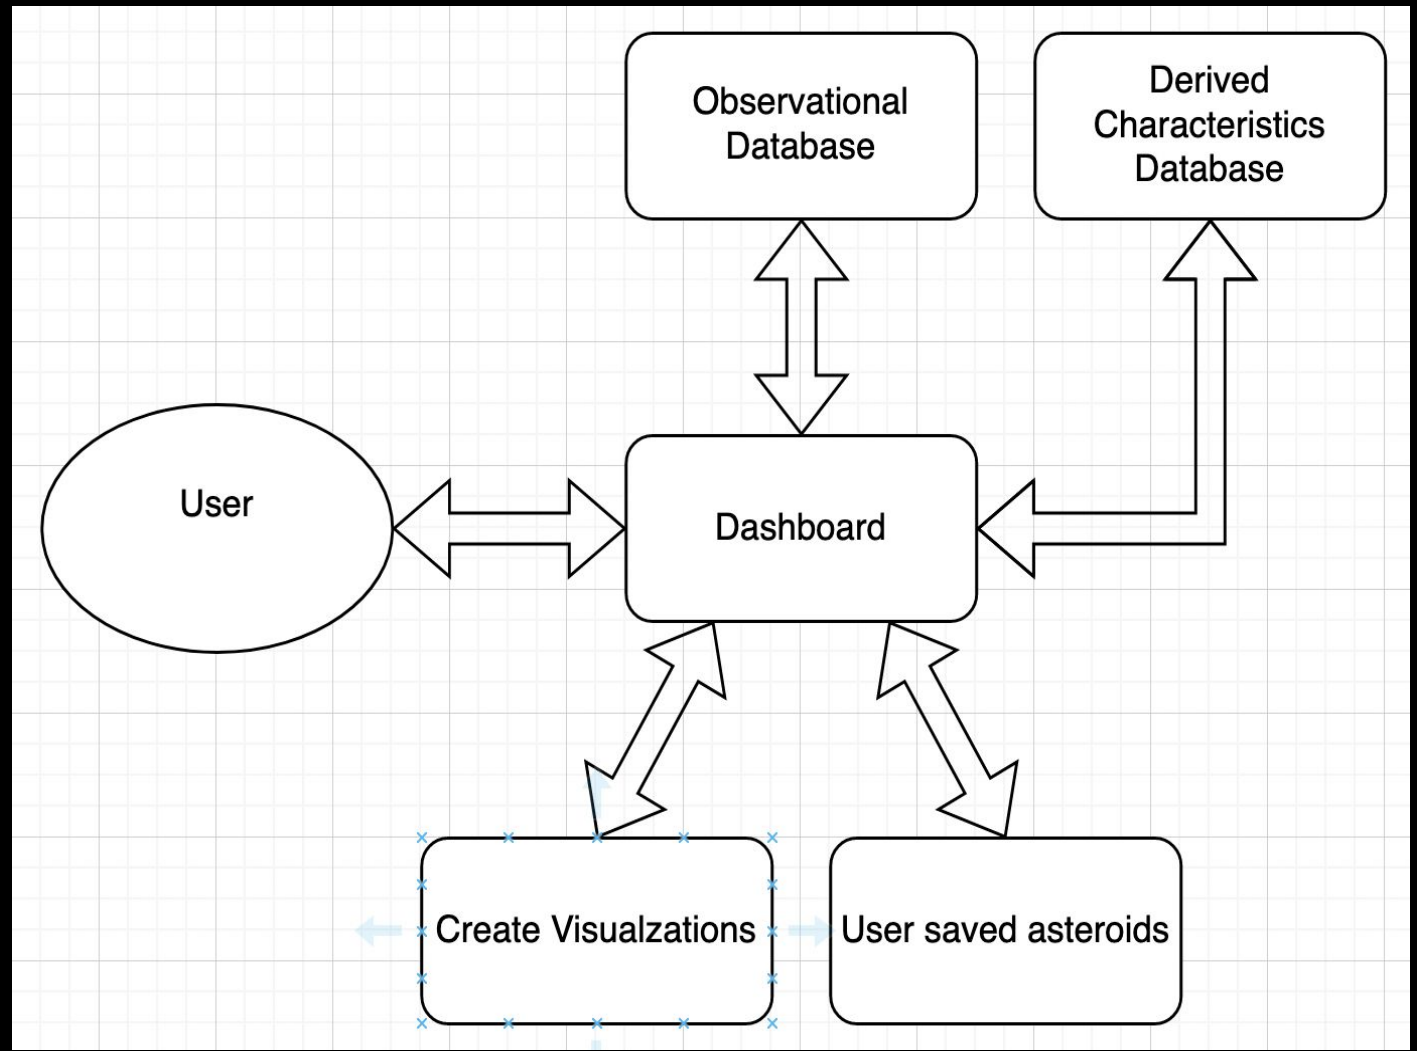 Observational
Database
Derived
Characteristics
Database
User
Dashboard
Create Visualzations
User saved asteroids